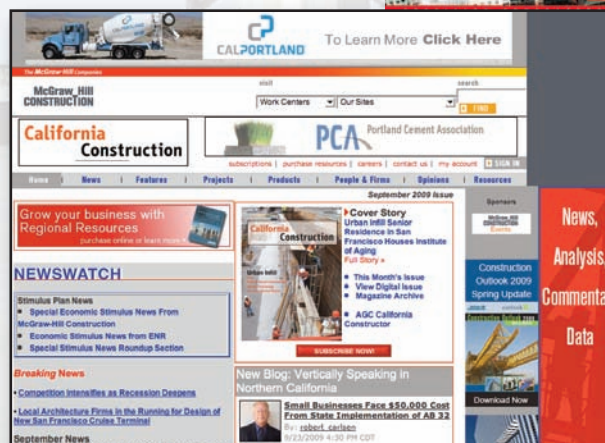 CALPORTLAND
To Learn More Click Here
The McGraw-Hill Companies
McGraw_Hill
CONSTRUCTION
visit
search
Work Centers
Our Sites
FIND
California
Construction
PCA
Portland Cement Association
subscriptions | purchase resources | careers | contact us | my account
SIGN IN
Home | News | Features | Projects | Products | People & Firms | Opinions | Resources
September 2009 Issue
Grow your business with
Regional Resources
purchase online or learn more
NEWSWATCH
Stimulus Plan News
Special Economic Stimulus News From
McGraw-Hill Construction
Economic Stimulus News from ENR
Special Stimulus News Roundup Section
Breaking News
Competition Intensifies as Recession Deepens
Local Architecture Firms in the Running for Design of
New San Francisco Cruise Terminal
September News
California
Construction
Urban Infill
Cover Story
Urban Infill Senior
Residence in San
Francisco Houses Institute
of Aging
Full Story »
This Month's Issue
View Digital Issue
Magazine Archive
AGC California
Constructor
SUBSCRIBE NOW!
New Blog: Vertically Speaking in
Northern California
Small Businesses Face $50,000 Cost
From State Implementation of AB 32
By: robert carlsen
9/23/2009 4:30 PM CDT
Sponsors
McGraw_Hill
CONSTRUCTION
Events
Construction
Outlook 2009
Spring Update
Construction Outlook 2009
Download Now
News,
Analysis,
Commenta
Data